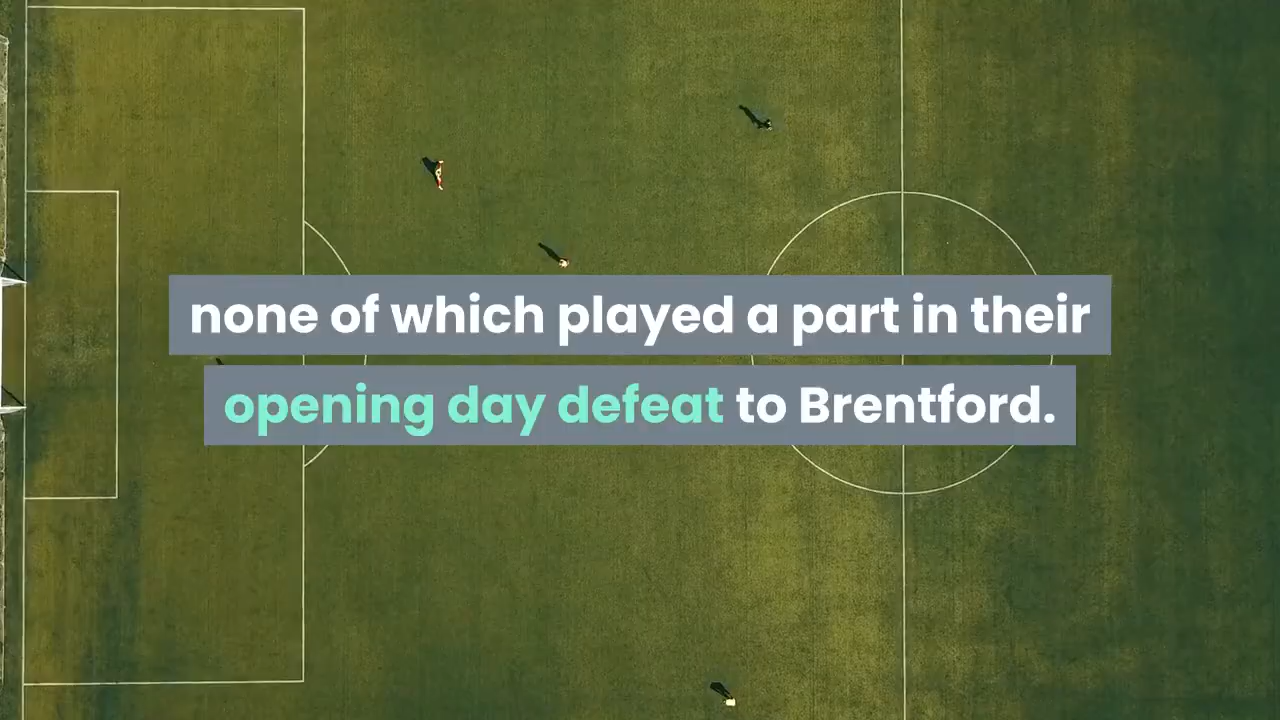 none of which played a part in their
opening day defeat to Brentford.